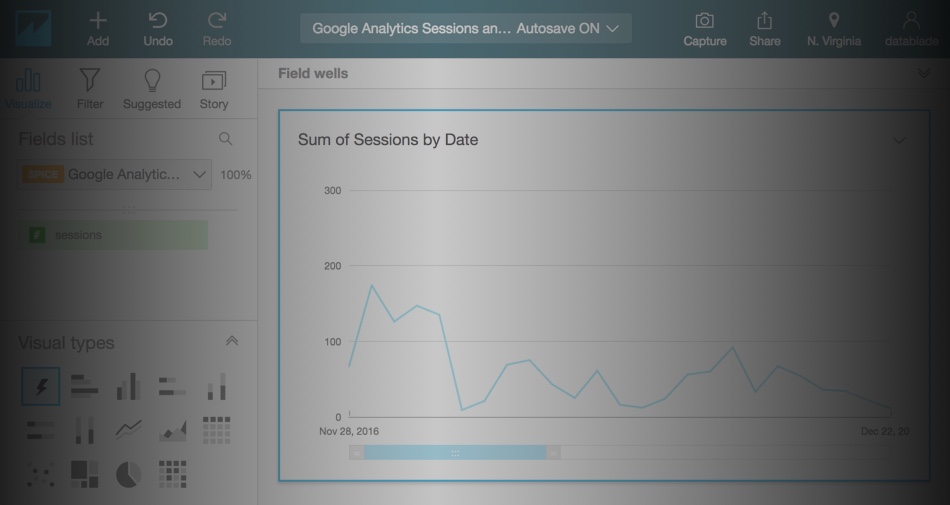 Add
Undo
Redo
Google Analytics Sessions an... Autosave ON
Capture
Share
N. Virginia
datablade
Visualize
Filter
Suggested
Story
Field wells
Fields list
SPICE Google Analytic... 100%
# sessions
Visual types
Sum of Sessions by Date
300
200
100
0
Nov 28, 2016
Dec 22, 20